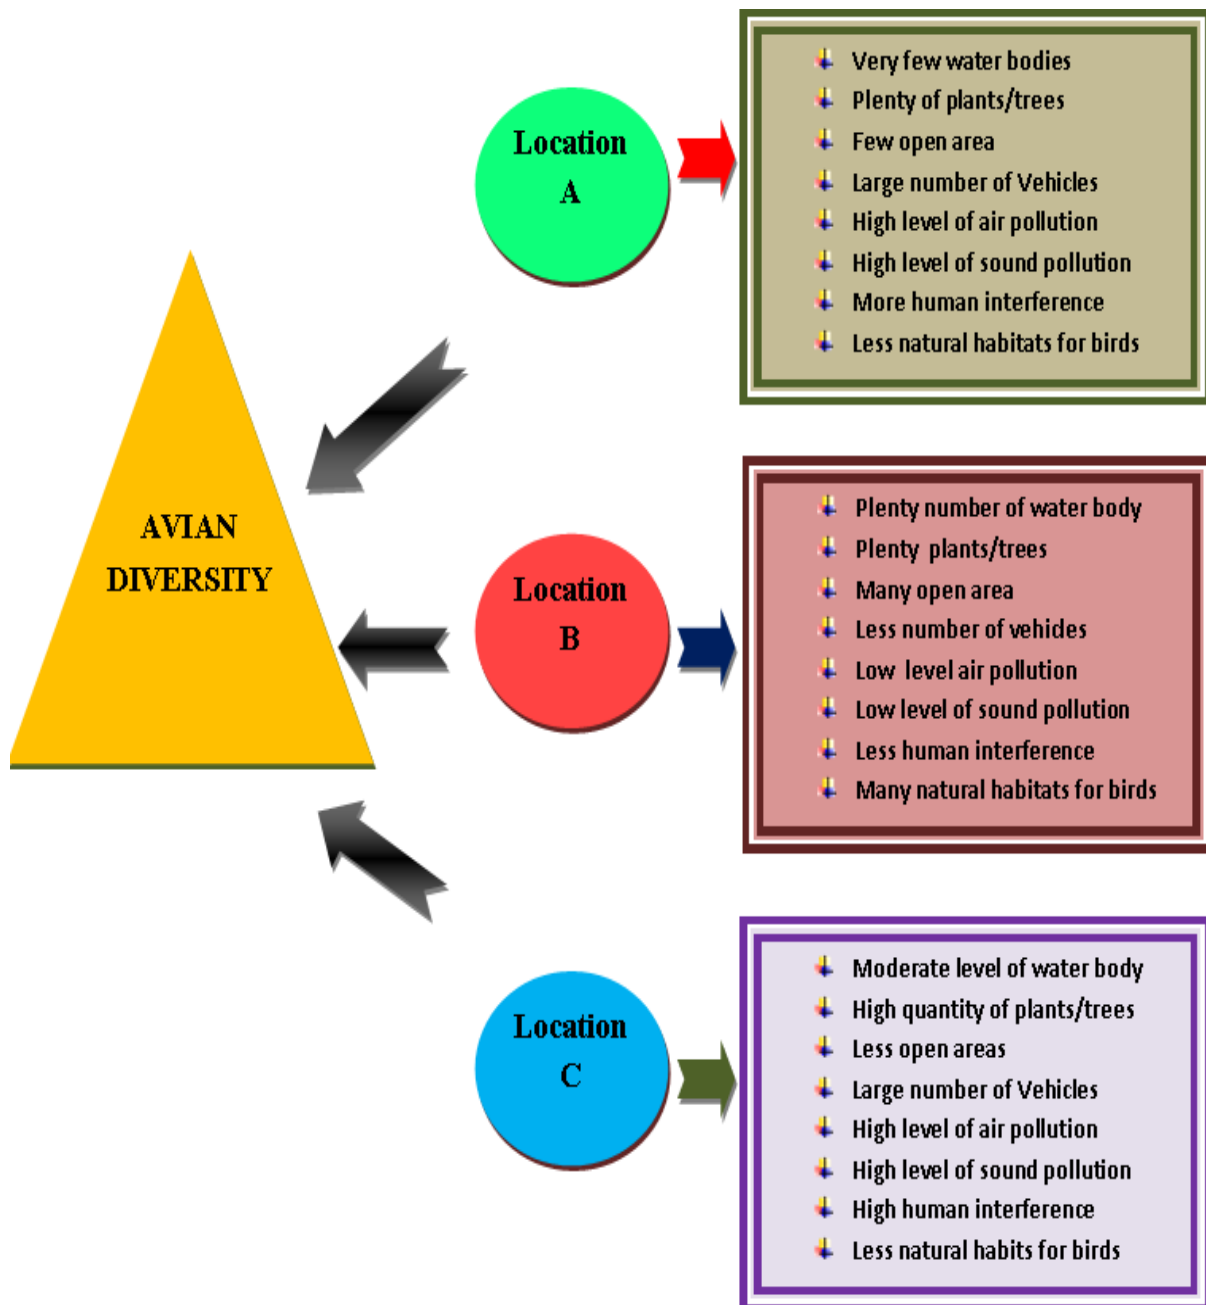 Location
A
Very few water bodies
Plenty of plants/trees
Few open area
Large number of Vehicles
High level of air pollution
High level of sound pollution
More human interference
Less natural habitats for birds
AVIAN
DIVERSITY
Location
B
Plenty number of water body
Plenty plants/trees
Many open area
Less number of vehicles
Low level air pollution
Low level of sound pollution
Less human interference
Many natural habitats for birds
Location
C
Moderate level of water body
High quantity of plants/trees
Less open areas
Large number of Vehicles
High level of air pollution
High level of sound pollution
High human interference
Less natural habits for birds